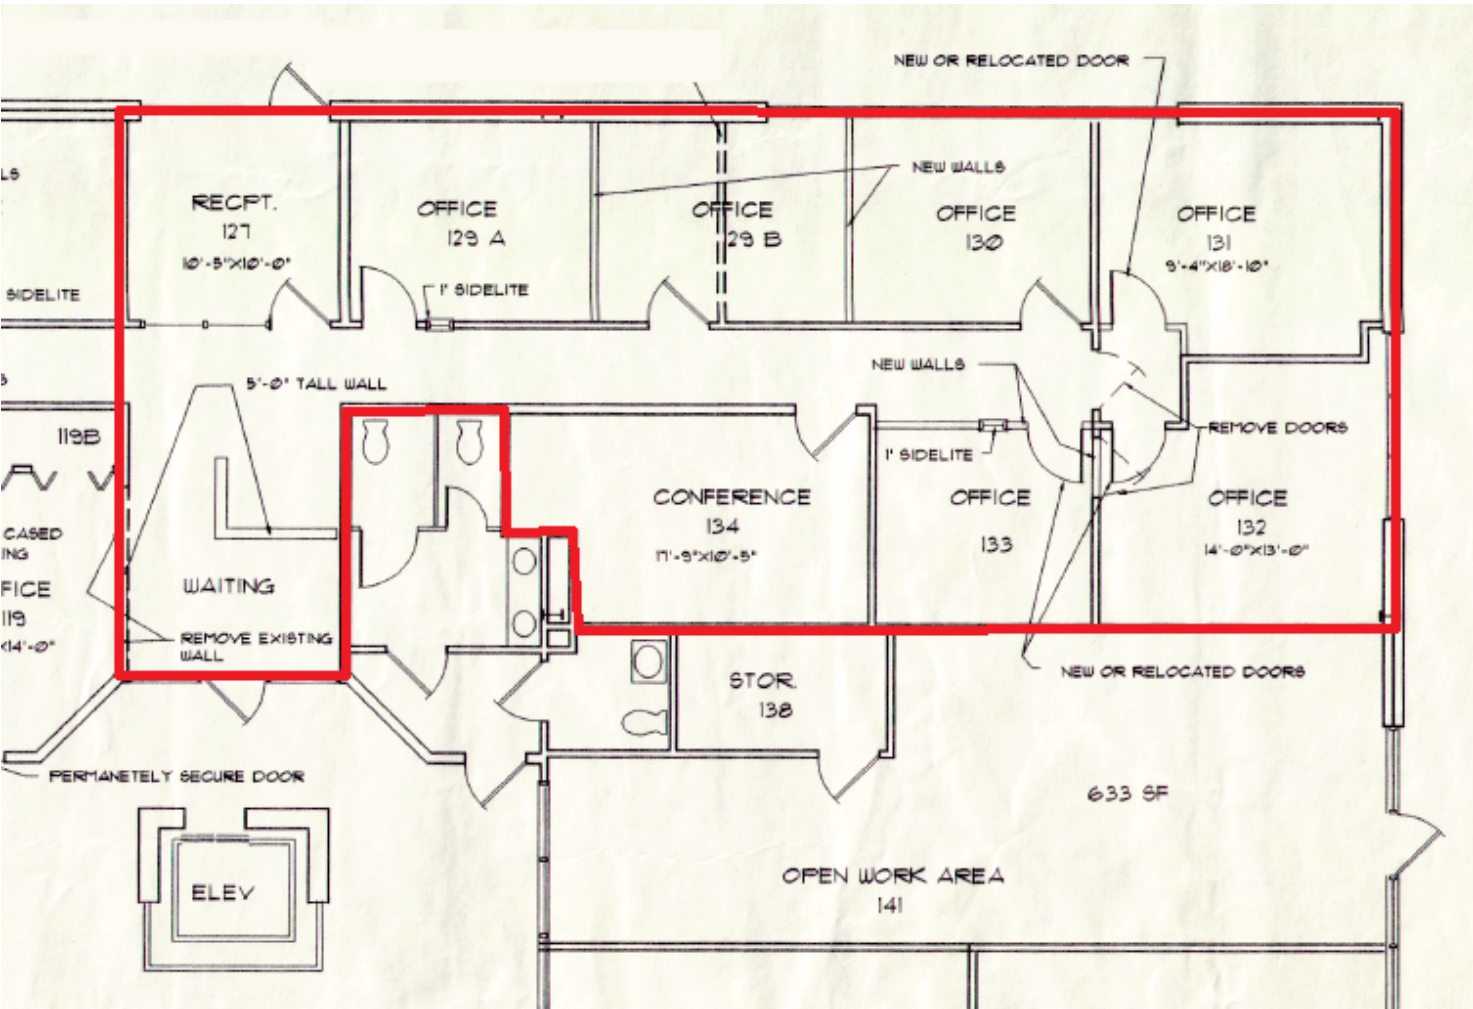 NEW OR RELOCATED DOOR
LS
NEW WALLS
RECPT.
127
10'-5"X10'-0"
OFFICE
129 A
OFFICE
29 B
OFFICE
130
OFFICE
131
9'-4"X18'-10"
SIDELITE
1' SIDELITE
5'-0" TALL WALL
NEW WALLS
119B
REMOVE DOORS
1' SIDELITE
CONFERENCE
134
17'-9"X10'-5"
OFFICE
133
OFFICE
132
14'-0"X13'-0"
CASED
ING
FICE
119
X14'-0"
WAITING
REMOVE EXISTING
WALL
NEW OR RELOCATED DOORS
STOR.
138
PERMANETELY SECURE DOOR
633 SF
ELEV
OPEN WORK AREA
141